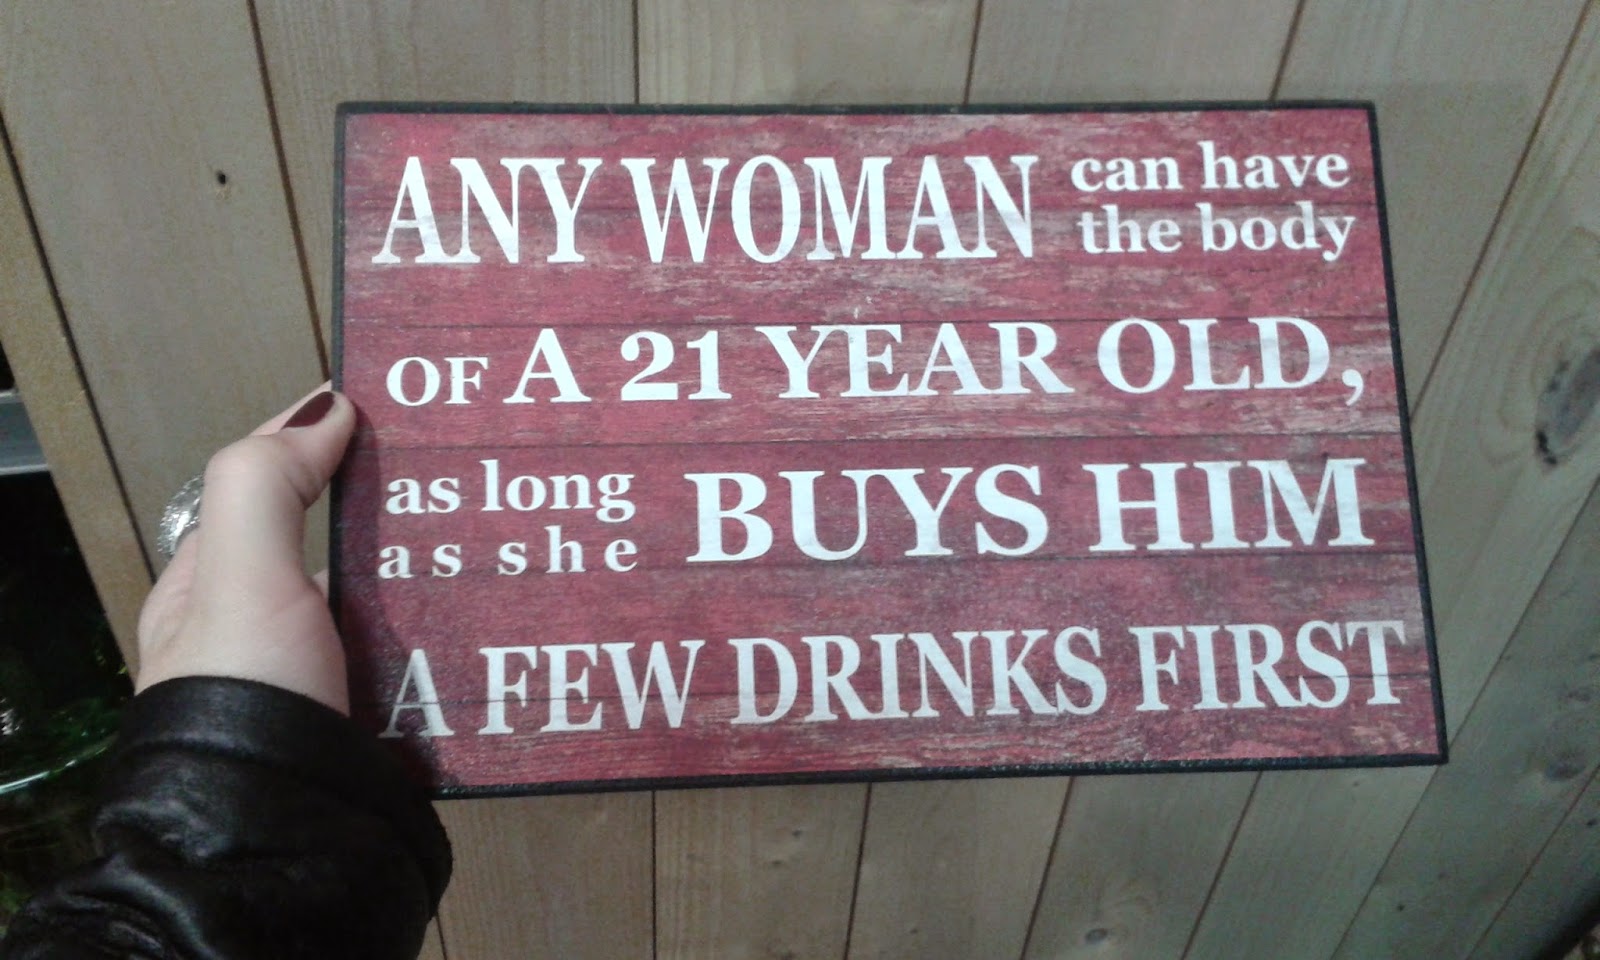 ANY WOMAN can have
the body
OF A 21 YEAR OLD,
as long
as she BUYS HIM
A FEW DRINKS FIRST